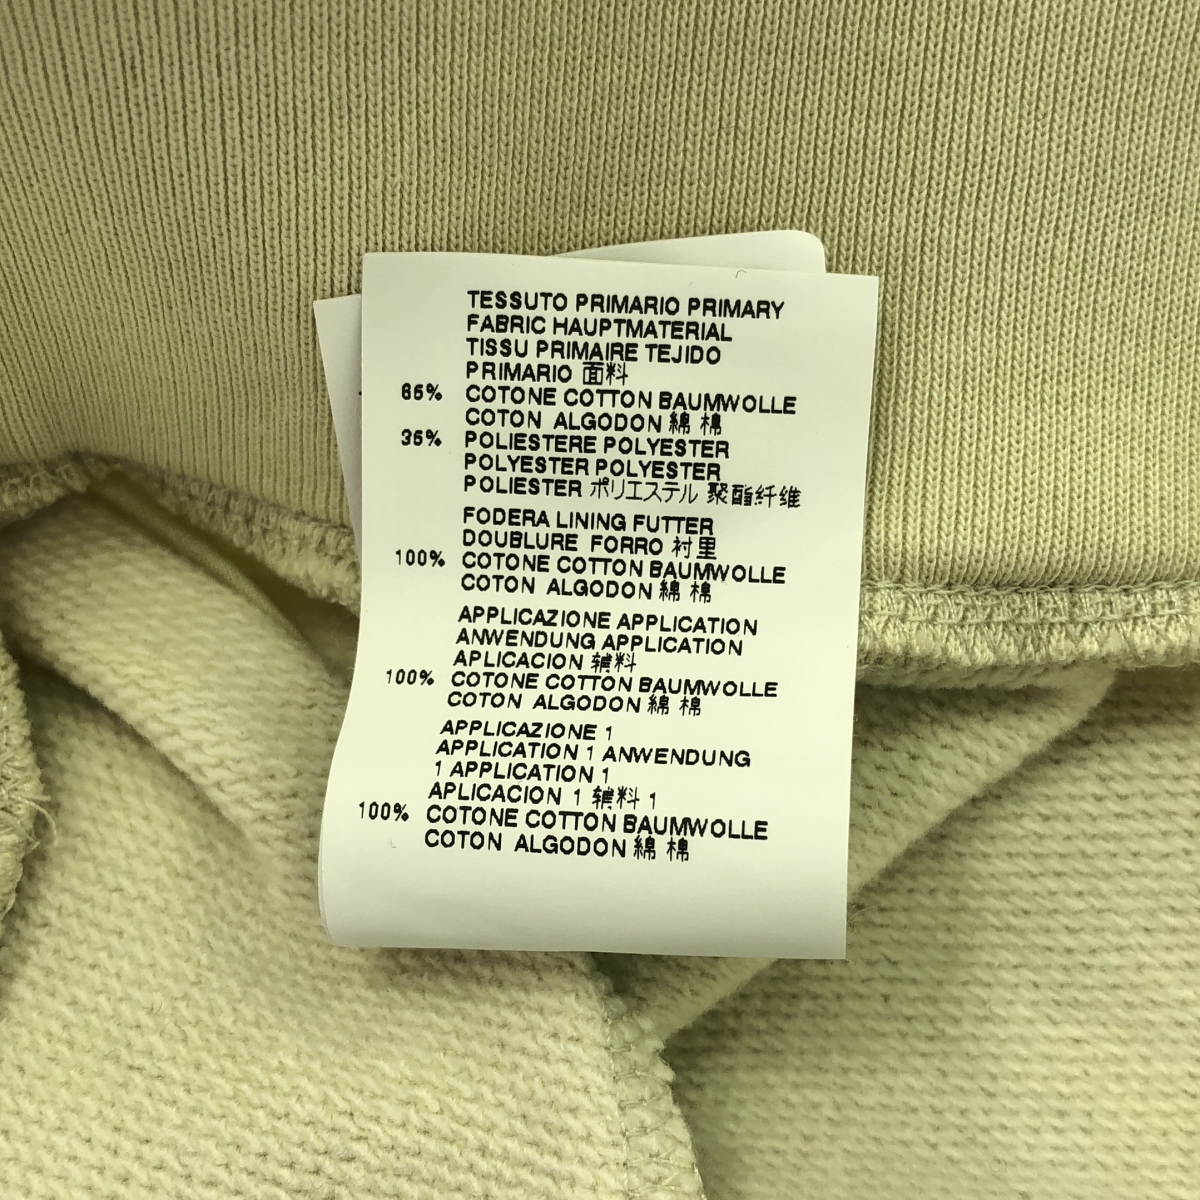 TESSUTO PRIMARIO PRIMARY
FABRIC HAUPTMATERIAL
TISSU PRIMAIRE TEJIDO
PRIMARIO 面料
65% COTONE COTTON BAUMWOLLE
COTON ALGODON 綿 棉
35% POLIESTERE POLYESTER
POLYESTER POLYESTER
POLIESTER ポリエステル 聚酯纤维
FODERA LINING FUTTER
DOUBLURE FORRO 衬里
100% COTONE COTTON BAUMWOLLE
COTON ALGODON 綿 棉
APPLICAZIONE APPLICATION
ANWENDUNG APPLICATION
APLICACION 辅料
100% COTONE COTTON BAUMWOLLE
COTON ALGODON 綿 棉
APPLICAZIONE 1
APPLICATION 1 ANWENDUNG
1 APPLICATION 1
APLICACION 1 辅料 1
100% COTONE COTTON BAUMWOLLE
COTON ALGODON 綿 棉